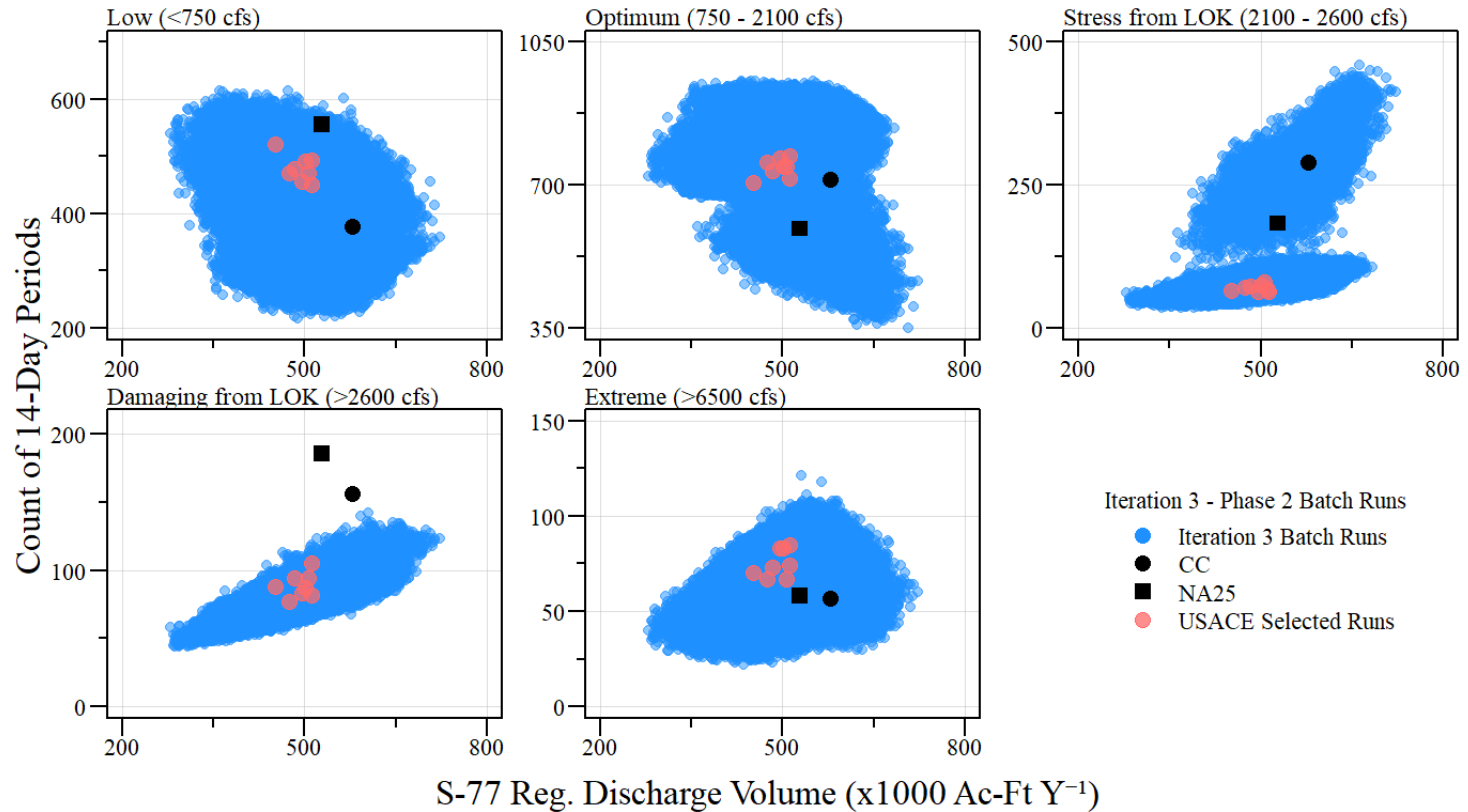 Low (<750 cfs)
Optimum (750 - 2100 cfs)
Stress from LOK (2100 - 2600 cfs)
600
400
200
200
500
800
1050
700
350
200
500
800
500
250
0
200
500
800
Count of 14-Day Periods
Damaging from LOK (>2600 cfs)
Extreme (>6500 cfs)
200
100
0
200
500
800
150
100
50
0
200
500
800
Iteration 3 - Phase 2 Batch Runs
Iteration 3 Batch Runs
CC
NA25
USACE Selected Runs
S-77 Reg. Discharge Volume (x1000 Ac-Ft Y⁻¹)